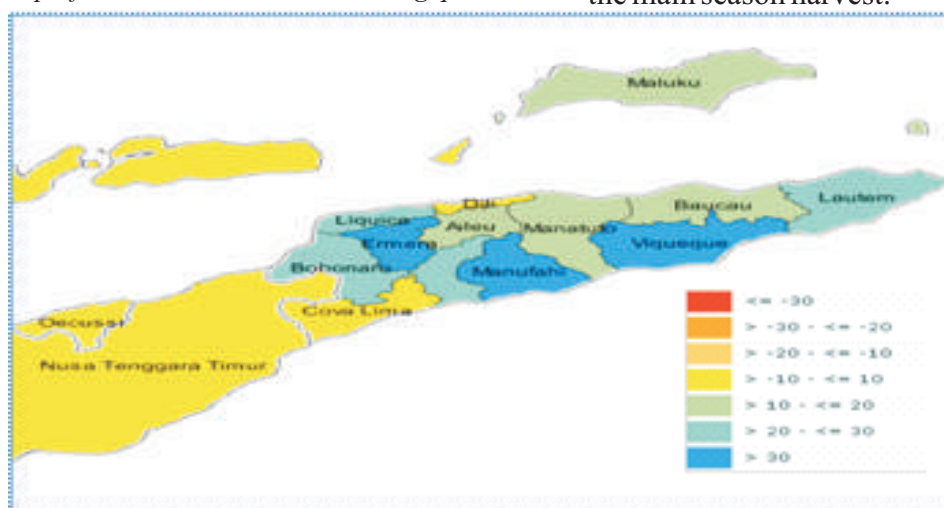 the main season harvest.
Maluku
Lautem
Dili
Baucau
Liquica
Aileu
Manatuto
Ermera
Viqueque
Manufahi
Cova Lima
Oecussi
Nusa Tenggara Timur
<= -30
> -30 - <= -20
> -20 - <= -10
> -10 - <= 10
> 10 - <= 20
> 20 - <= 30
> 30